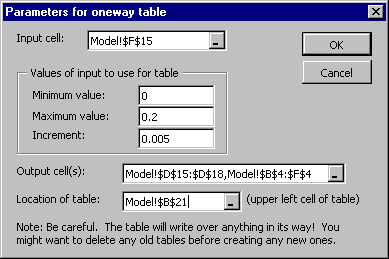 Parameters for oneway table
Input cell: Model!$F$15
OK
Cancel
Values of input to use for table
Minimum value: 0
Maximum value: 0.2
Increment: 0.005
Output cell(s): Model!$D$15:$D$18,Model!$B$4:$F$4
Location of table: Model!$B$21 (upper left cell of table)
Note: Be careful. The table will write over anything in its way! You
might want to delete any old tables before creating any new ones.